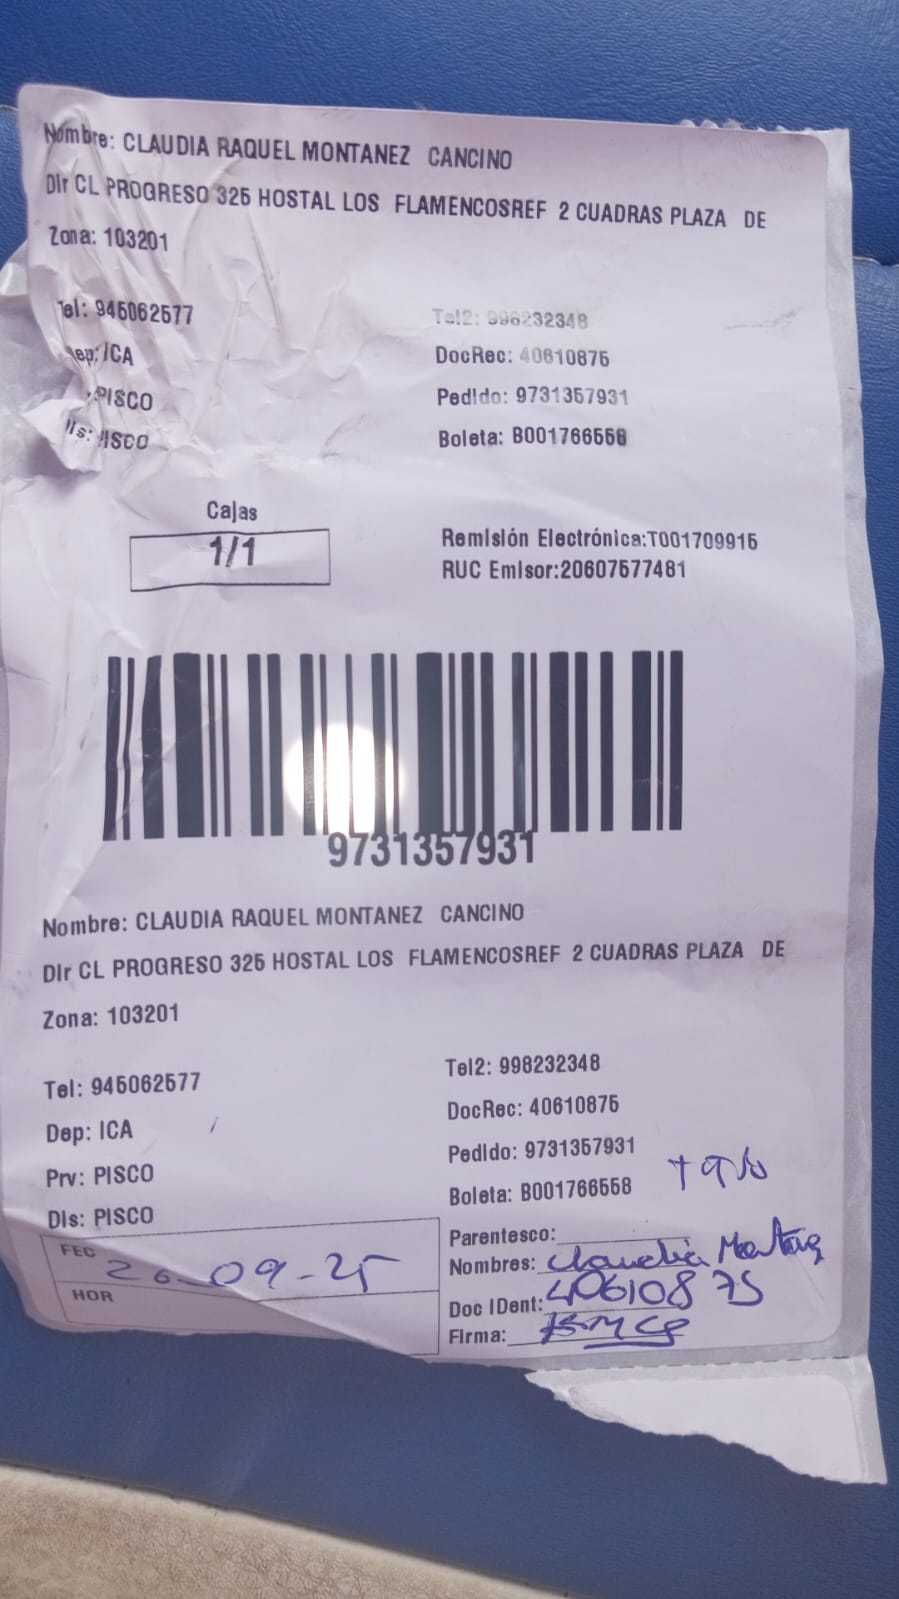 Nombre: CLAUDIA RAQUEL MONTANEZ CANCINO
Dir CL PROGRESO 325 HOSTAL LOS FLAMENCOSREF 2 CUADRAS PLAZA DE
Zona: 103201
Tel: 945062577 Tel2: 998232348
Dep: ICA DocRec: 40610875
PISCO Pedido: 9731357931
PISCO Boleta: B001766558
Cajas
1/1
Remisión Electrónica:T001709915
RUC Emisor:20607577481
9731357931
Nombre: CLAUDIA RAQUEL MONTANEZ CANCINO
Dir CL PROGRESO 325 HOSTAL LOS FLAMENCOSREF 2 CUADRAS PLAZA DE
Zona: 103201
Tel: 945062577 Tel2: 998232348
Dep: ICA DocRec: 40610875
Prv: PISCO Pedido: 9731357931
Dis: PISCO Boleta: B001766558
FEC 26-09-25
HOR
Parentesco:
Nombres: Claudia
Doc IDent: 40610875
Firma: